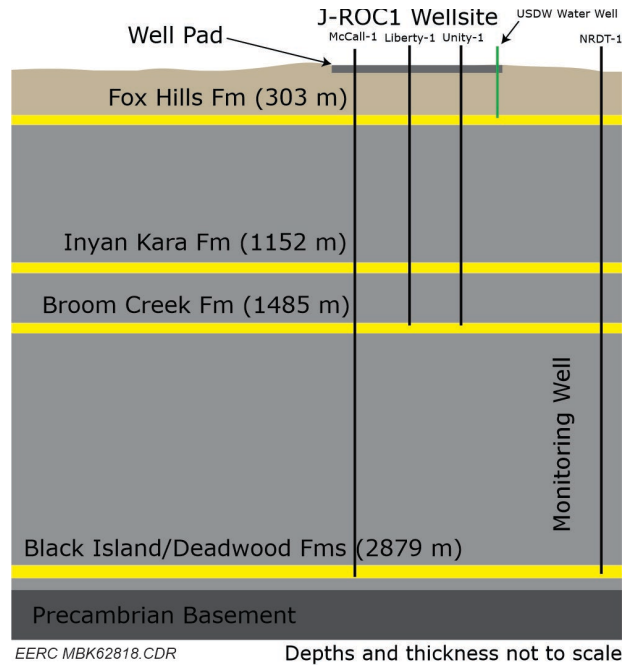 J-ROC1 Wellsite
USDW Water Well
Well Pad
McCall-1
Liberty-1
Unity-1
NRDT-1
Fox Hills Fm (303 m)
Inyan Kara Fm (1152 m)
Broom Creek Fm (1485 m)
Monitoring Well
Black Island/Deadwood Fms (2879 m)
Precambrian Basement
EERC MBK62818.CDR
Depths and thickness not to scale